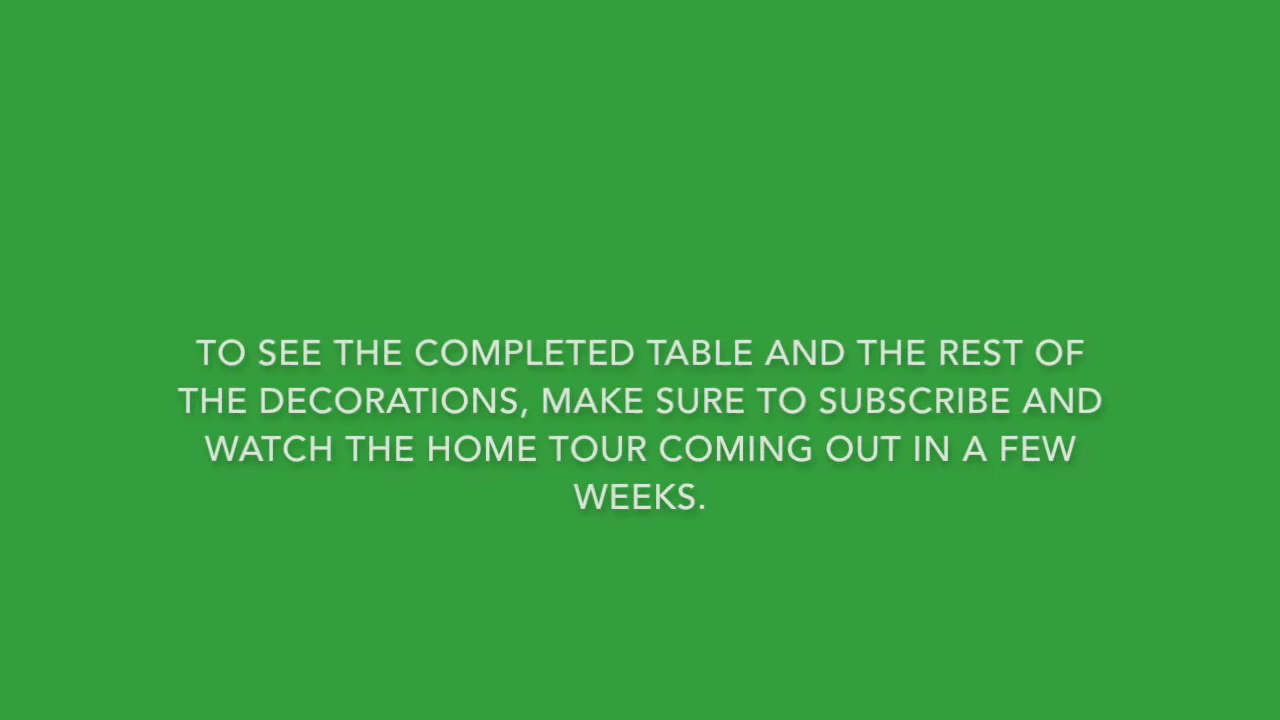 TO SEE THE COMPLETED TABLE AND THE REST OF
THE DECORATIONS, MAKE SURE TO SUBSCRIBE AND
WATCH THE HOME TOUR COMING OUT IN A FEW
WEEKS.